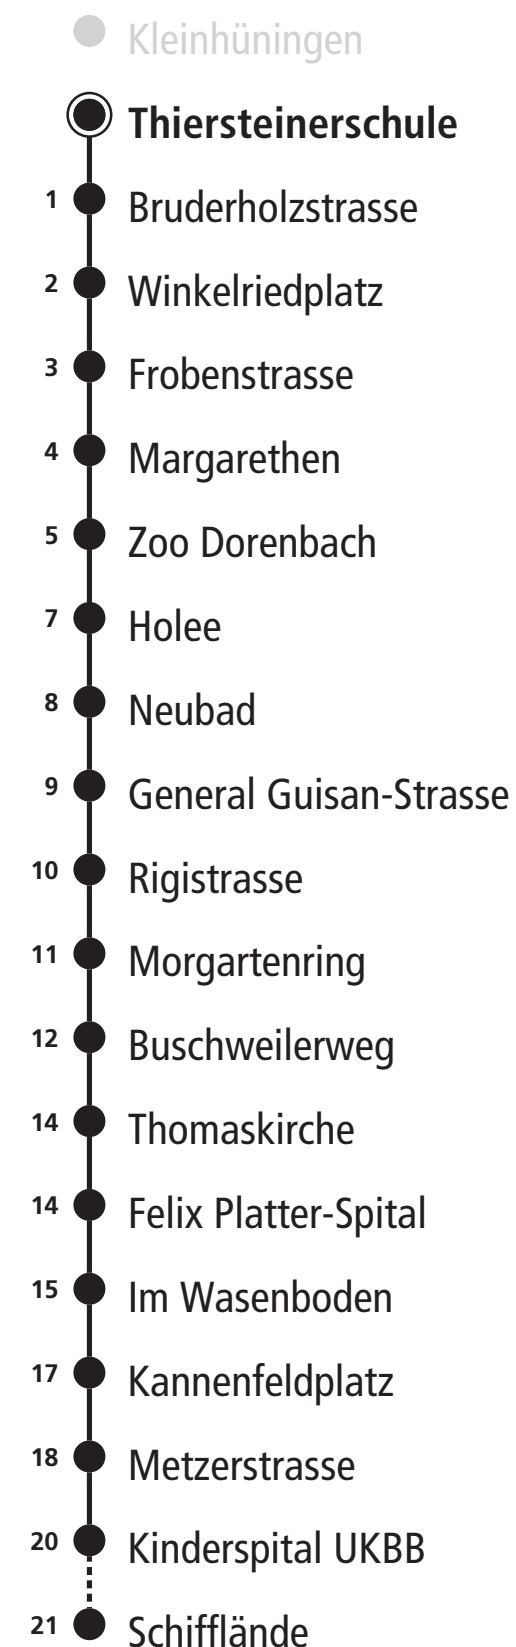 Kleinhüningen
Thiersteinerschule
1 Bruderholzstrasse
2 Winkelriedplatz
3 Frobenstrasse
4 Margarethen
5 Zoo Dorenbach
7 Holee
8 Neubad
9 General Guisan-Strasse
10 Rigistrasse
11 Morgartenring
12 Buschweilerweg
14 Thomaskirche
14 Felix Platter-Spital
15 Im Wasenboden
17 Kannenfeldplatz
18 Metzerstrasse
20 Kinderspital UKBB
21 Schifflände